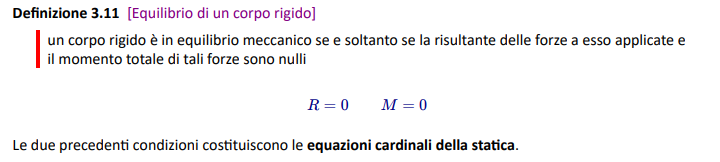 Definizione 3.11 [Equilibrio di un corpo rigido]
un corpo rigido è in equilibrio meccanico se e soltanto se la risultante delle forze a esso applicate e
il momento totale di tali forze sono nulli
R = 0 M = 0
Le due precedenti condizioni costituiscono le equazioni cardinali della statica.